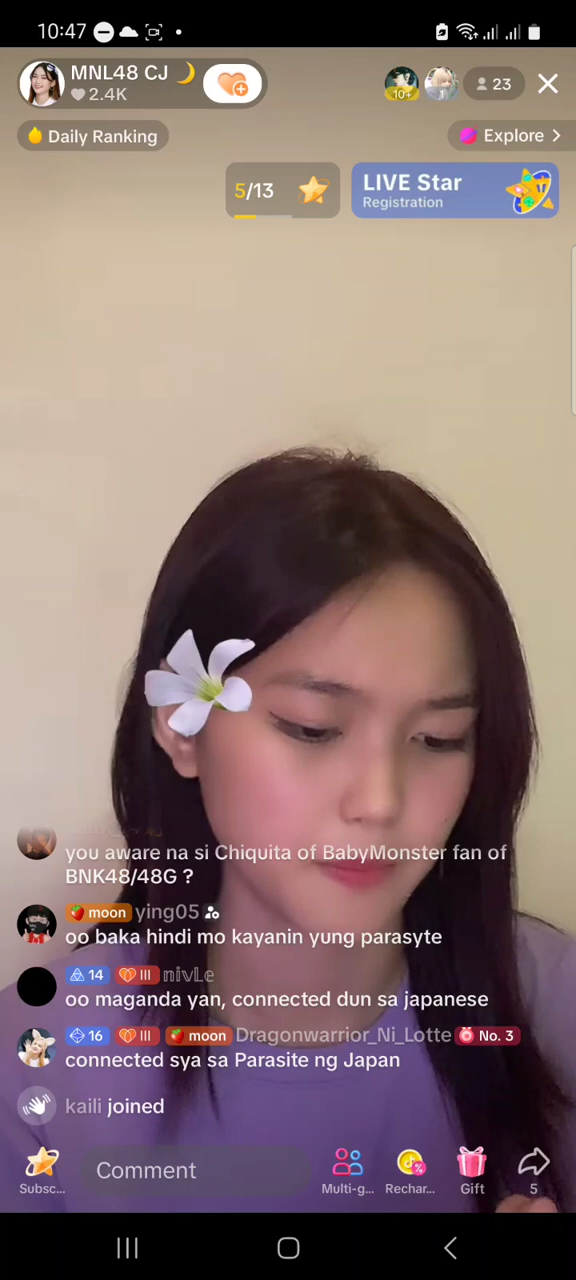 10:47
MNL48 CJ 🌙
2.4K
10+
1
23
Daily Ranking
Explore >
5/13
LIVE Star
Registration
you aware na si Chiquita of BabyMonster fan of
BNK48/48G ?
moon ying05
oo baka hindi mo kayanin yung parasyte
14 III nivLe
oo maganda yan, connected dun sa japanese
16 III moon Dragonwarrior_Ni_Lotte No. 3
connected sya sa Parasite ng Japan
kaili joined
Comment
Subsc...
Multi-g...
Rechar...
Gift
5